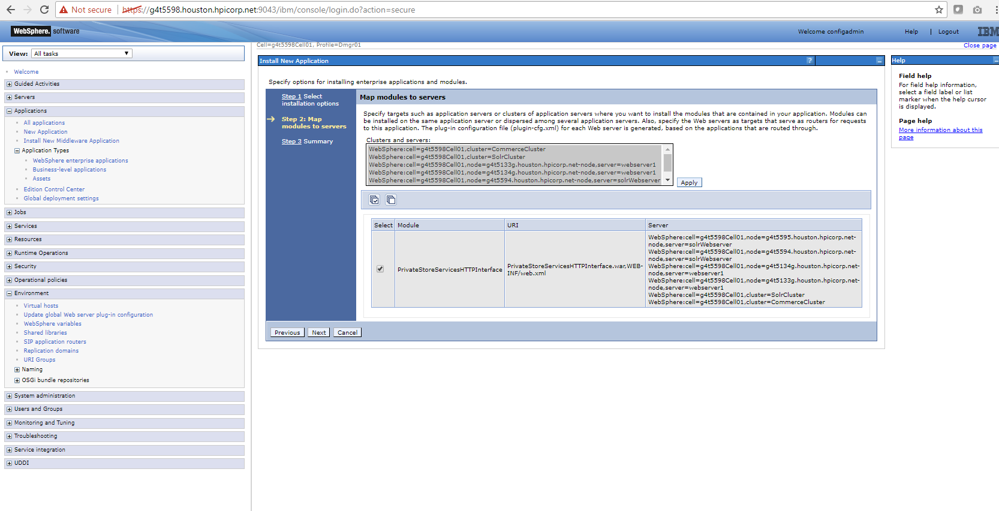 Not secure | https://g4t5598.houston.hpicorp.net:9043/ibm/console/login.do?action=secure
WebSphere. software
Welcome configadmin
Help | Logout
IBM
Cell=g4t5598Cell01, Profile=Dmgr01
Close page
View: All tasks
Welcome
Guided Activities
Servers
Applications
All applications
New Application
Install New Middleware Application
Application Types
WebSphere enterprise applications
Business-level applications
Assets
Edition Control Center
Global deployment settings
Jobs
Services
Resources
Runtime Operations
Security
Operational policies
Environment
Virtual hosts
Update global Web server plug-in configuration
WebSphere variables
Shared libraries
SIP application routers
Replication domains
URI Groups
Naming
OSGi bundle repositories
System administration
Users and Groups
Monitoring and Tuning
Troubleshooting
Service integration
UDDI
Install New Application
?
Specify options for installing enterprise applications and modules.
Step 1 Select
installation options
Step 2: Map
modules to servers
Step 3 Summary
Map modules to servers
Specify targets such as application servers or clusters of application servers where you want to install the modules that are contained in your application. Modules can
be installed on the same application server or dispersed among several application servers. Also, specify the Web servers as targets that serve as routers for requests
to this application. The plug-in configuration file (plugin-cfg.xml) for each Web server is generated, based on the applications that are routed through.
Clusters and servers:
WebSphere:cell=g4t5598Cell01,cluster=CommerceCluster
WebSphere:cell=g4t5598Cell01,cluster=SolrCluster
WebSphere:cell=g4t5598Cell01,node=g4t5133g.houston.hpicorp.net-node,server=webserver1
WebSphere:cell=g4t5598Cell01,node=g4t5134g.houston.hpicorp.net-node,server=webserver1
WebSphere:cell=g4t5598Cell01,node=g4t5594.houston.hpicorp.net-node,server=solrWebserver
Apply
Select Module URI Server
PrivateStoreServicesHTTPInterface
PrivateStoreServicesHTTPInterface.war,WEB-
INF/web.xml
WebSphere:cell=g4t5598Cell01,node=g4t5595.houston.hpicorp.net-
node,server=solrWebserver
WebSphere:cell=g4t5598Cell01,node=g4t5594.houston.hpicorp.net-
node,server=solrWebserver
WebSphere:cell=g4t5598Cell01,node=g4t5134g.houston.hpicorp.net-
node,server=webserver1
WebSphere:cell=g4t5598Cell01,node=g4t5133g.houston.hpicorp.net-
node,server=webserver1
WebSphere:cell=g4t5598Cell01,cluster=SolrCluster
WebSphere:cell=g4t5598Cell01,cluster=CommerceCluster
Previous Next Cancel
Help
Field help
For field help information,
select a field label or list
marker when the help cursor
is displayed.
Page help
More information about this
page